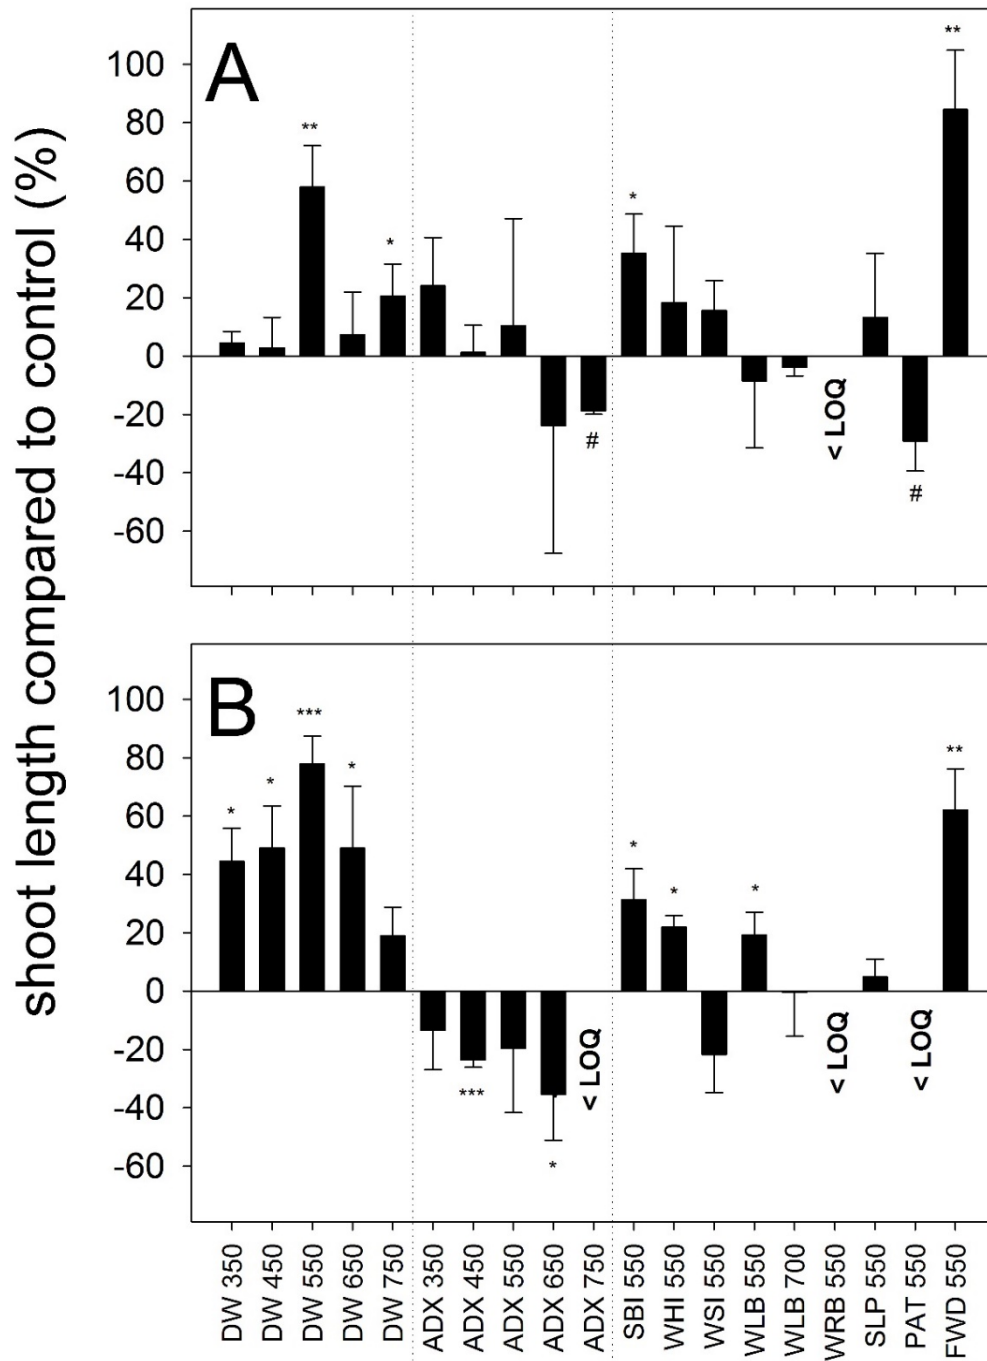 shoot length compared to control (%)
A
100
80
60
40
20
0
-20
-40
-60
**
*
#
*
< LOQ
#
**
B
100
80
60
40
20
0
-20
-40
-60
*
*
***
*
***
*
< LOQ
*
*
*
< LOQ
< LOQ
**
DW 350
DW 450
DW 550
DW 650
DW 750
ADX 350
ADX 450
ADX 550
ADX 650
ADX 750
SBI 550
WHI 550
WSI 550
WLB 550
WLB 700
WRB 550
SLP 550
PAT 550
FWD 550